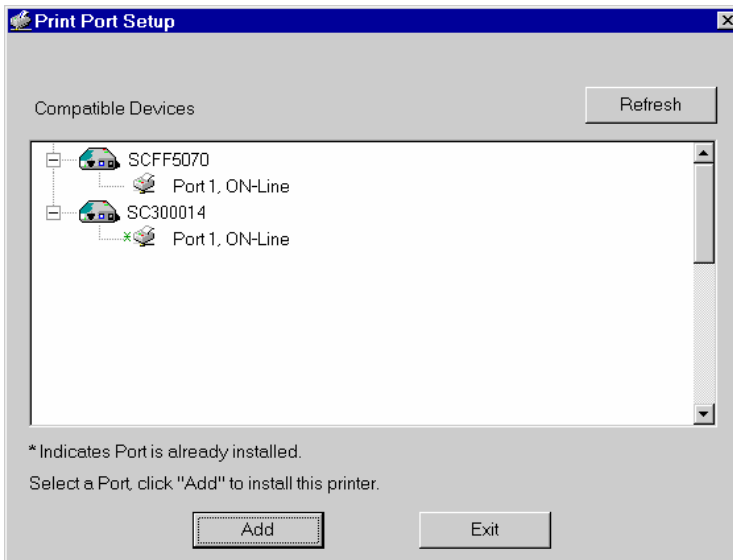 Print Port Setup
Compatible Devices
Refresh
SCFF5070
Port 1, ON-Line
SC300014
* Port 1, ON-Line
* Indicates Port is already installed.
Select a Port, click "Add" to install this printer.
Add
Exit